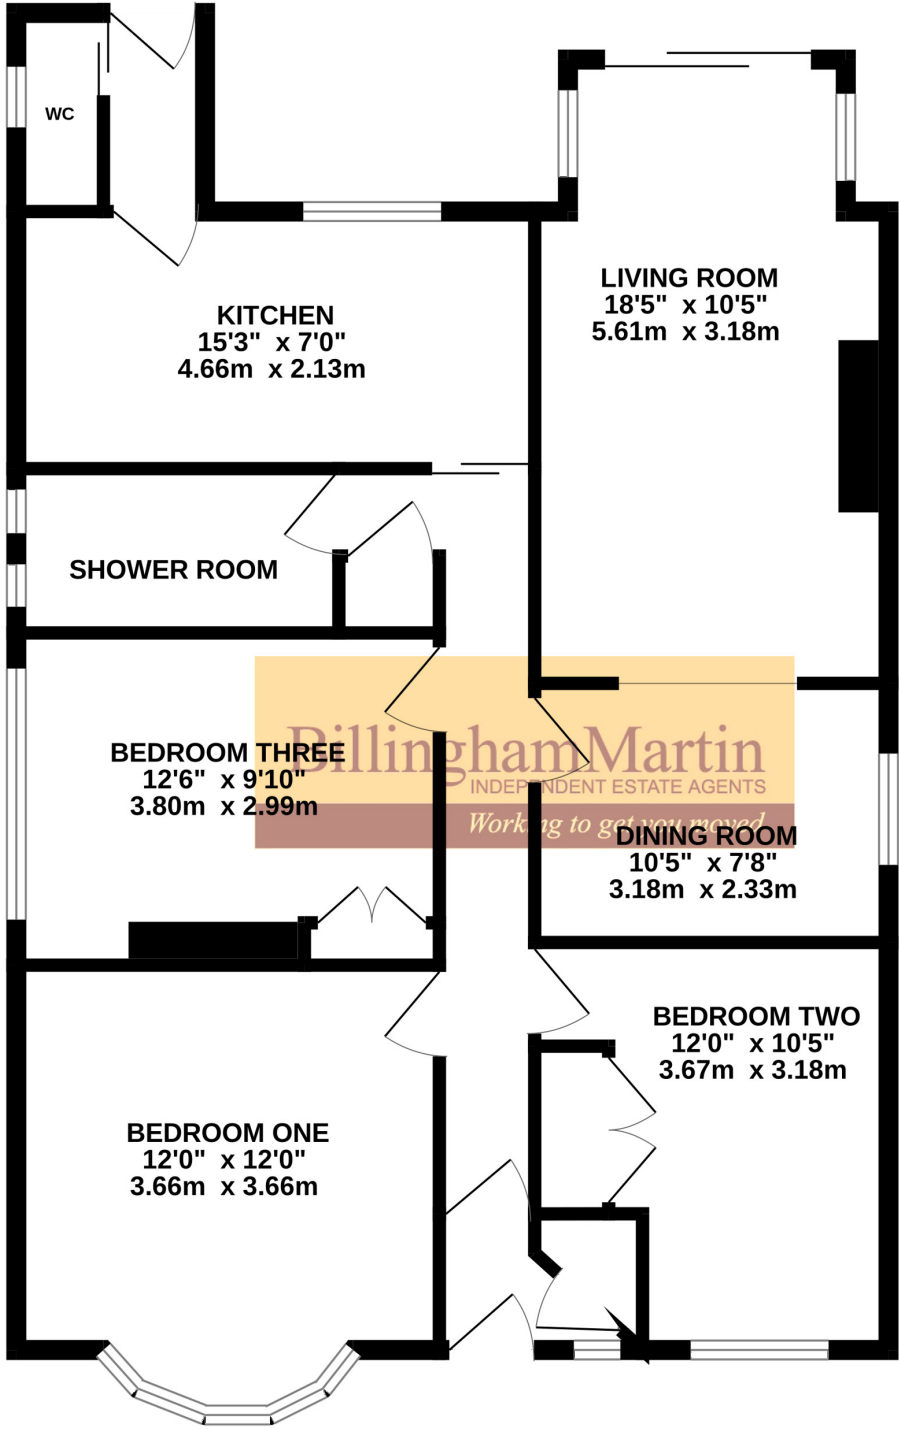 WC
KITCHEN
15'3" x 7'0"
4.66m x 2.13m
LIVING ROOM
18'5" x 10'5"
5.61m x 3.18m
SHOWER ROOM
BEDROOM THREE
12'6" x 9'10"
3.80m x 2.99m
BillinghamMartin
INDEPENDENT ESTATE AGENTS
Working to get you moved
DINING ROOM
10'5" x 7'8"
3.18m x 2.33m
BEDROOM TWO
12'0" x 10'5"
3.67m x 3.18m
BEDROOM ONE
12'0" x 12'0"
3.66m x 3.66m